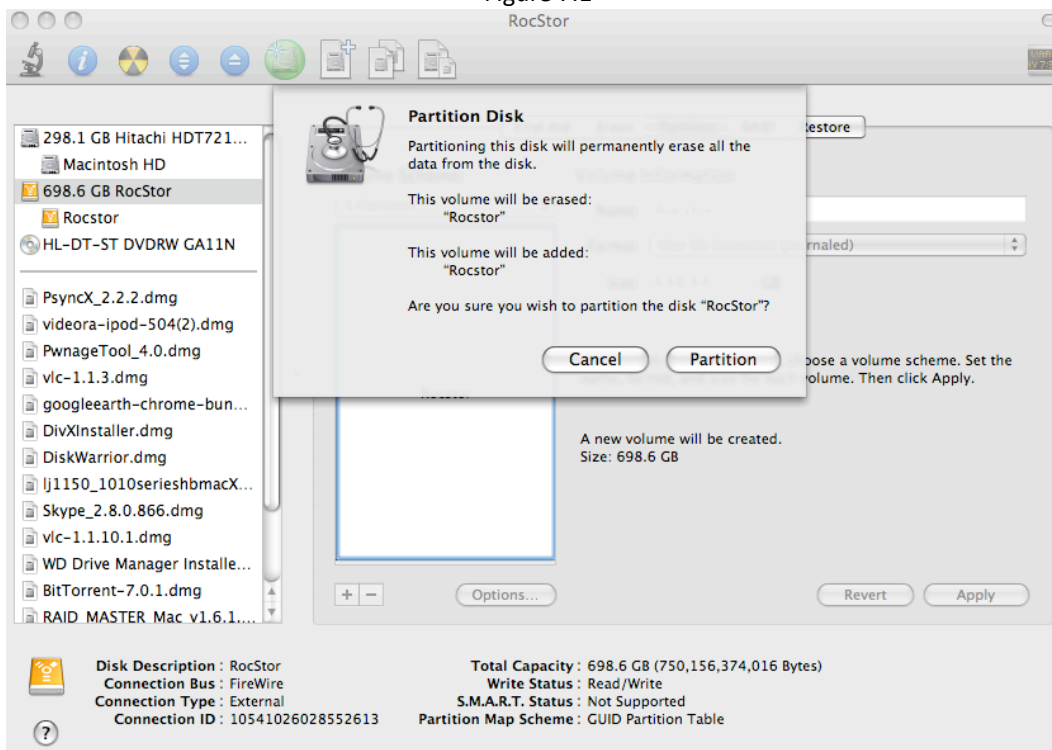 RocStor
Partition Disk
Partitioning this disk will permanently erase all the
data from the disk.
This volume will be erased:
"Rocstor"
This volume will be added:
"Rocstor"
Are you sure you wish to partition the disk "RocStor"?
Cancel
Partition
298.1 GB Hitachi HDT721...
Macintosh HD
698.6 GB RocStor
Rocstor
HL-DT-ST DVDRW GA11N
PsyncX_2.2.2.dmg
videora-ipod-504(2).dmg
PwnageTool_4.0.dmg
vlc-1.1.3.dmg
googleearth-chrome-bun...
DivXInstaller.dmg
DiskWarrior.dmg
lj1150_1010serieshbmacX...
Skype_2.8.0.866.dmg
vlc-1.1.10.1.dmg
WD Drive Manager Installe...
BitTorrent-7.0.1.dmg
RAID MASTER Mac v1.6.1....
estore
rnaled)
oose a volume scheme. Set the
olume. Then click Apply.
A new volume will be created.
Size: 698.6 GB
+ −
Options...
Revert
Apply
Disk Description : RocStor
Connection Bus : FireWire
Connection Type : External
Connection ID : 10541026028552613
Total Capacity : 698.6 GB (750,156,374,016 Bytes)
Write Status : Read/Write
S.M.A.R.T. Status : Not Supported
Partition Map Scheme : GUID Partition Table
?